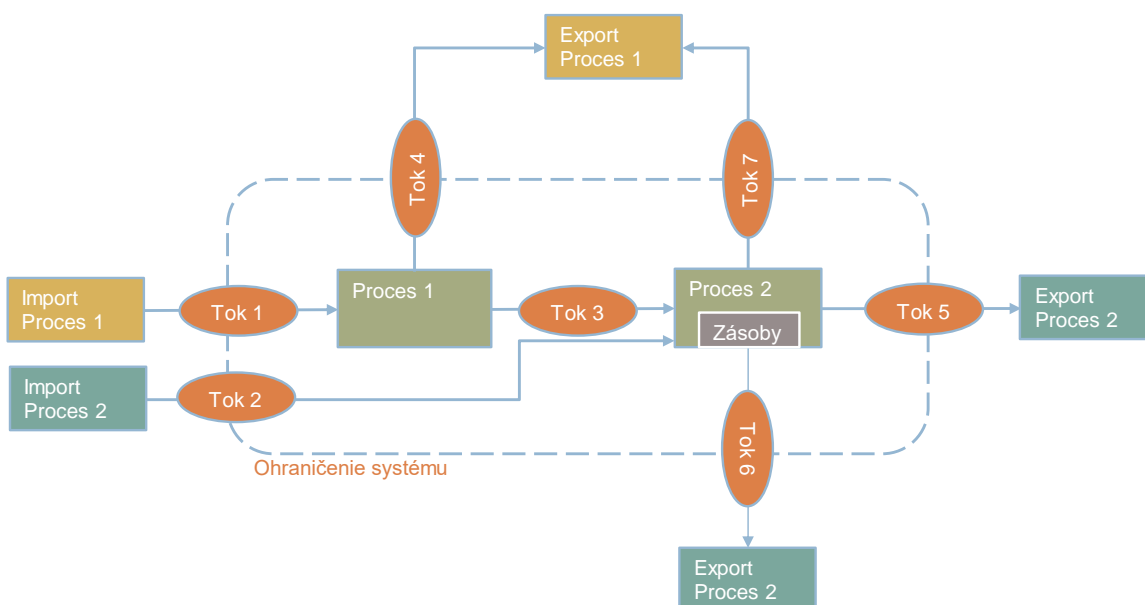 Export
Proces 1
Tok 4
Tok 7
Import
Proces 1
Tok 1
Proces 1
Tok 3
Proces 2
Zásoby
Tok 5
Export
Proces 2
Import
Proces 2
Tok 2
Tok 6
Ohraničenie systému
Export
Proces 2